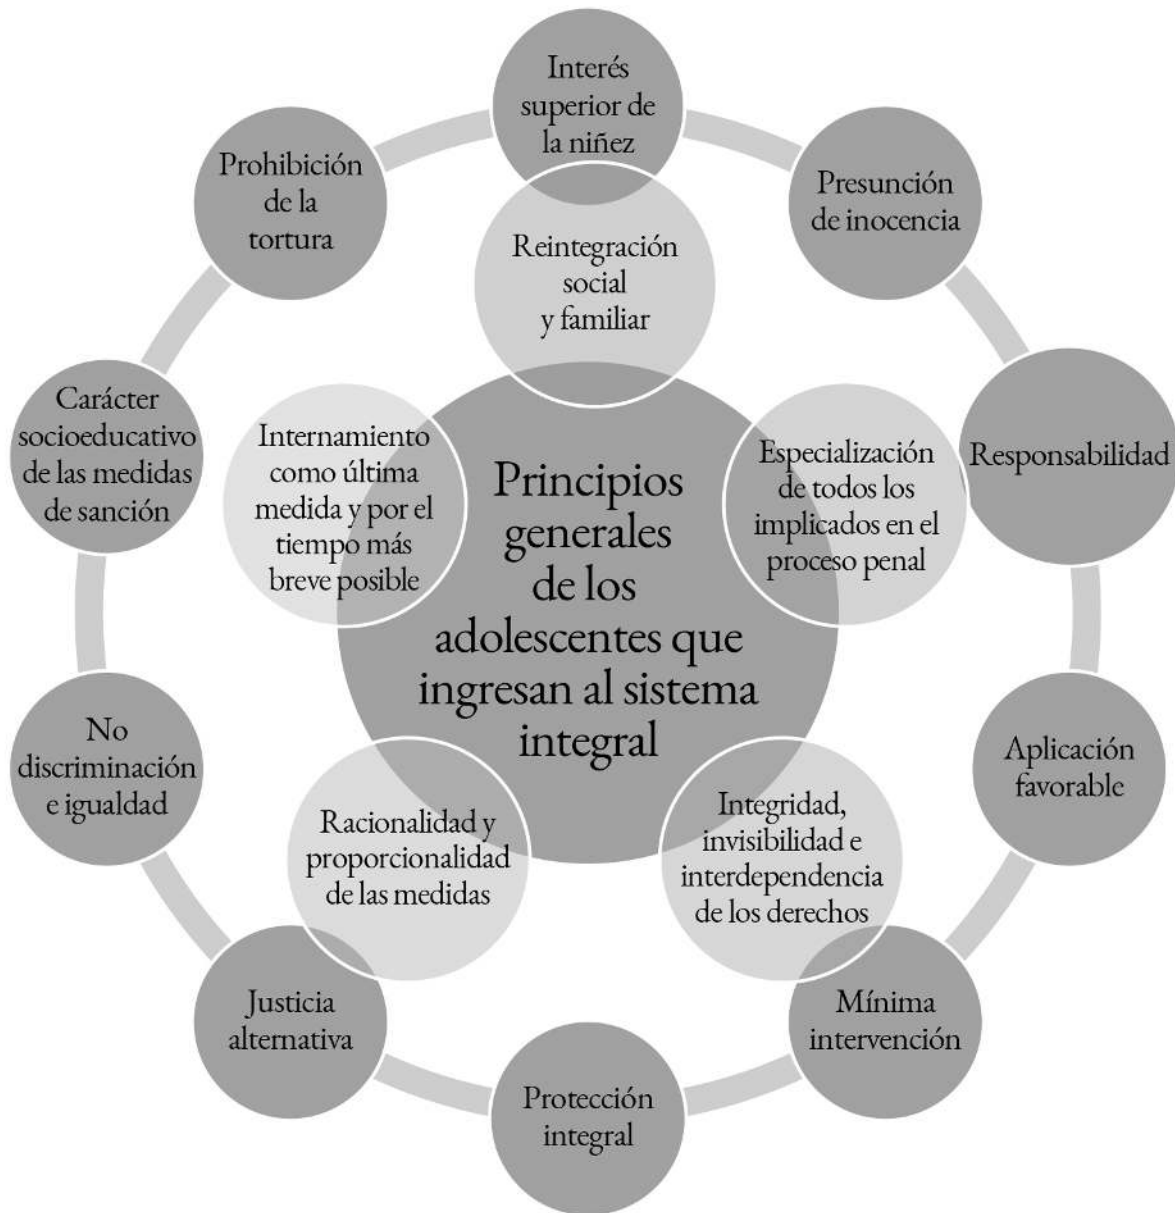 Interés
superior de
la niñez
Prohibición
de la
tortura
Presunción
de inocencia
Reintegración
social
y familiar
Carácter
socioeducativo
de las medidas
de sanción
Internamiento
como última
medida y por el
tiempo más
breve posible
Especialización
de todos los
implicados en el
proceso penal
Responsabilidad
Principios
generales
de los
adolescentes que
ingresan al sistema
integral
No
discriminación
e igualdad
Aplicación
favorable
Racionalidad y
proporcionalidad
de las medidas
Integridad,
invisibilidad e
interdependencia
de los derechos
Justicia
alternativa
Mínima
intervención
Protección
integral